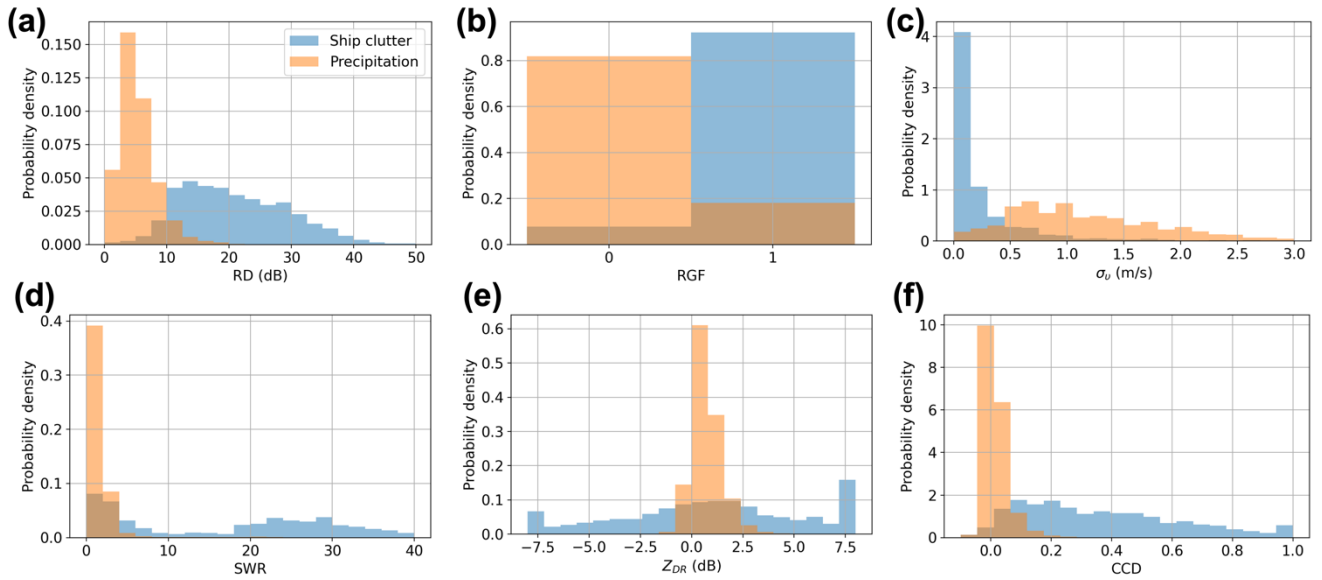 (a)
Probability density
0.150
0.125
0.100
0.075
0.050
0.025
0.000
0 10 20 30 40 50
RD (dB)
Ship clutter
Precipitation
(b)
Probability density
0.8
0.6
0.4
0.2
0.0
0 1
RGF
(c)
Probability density
4
3
2
1
0
0.0 0.5 1.0 1.5 2.0 2.5 3.0
σᵥ (m/s)
(d)
Probability density
0.4
0.3
0.2
0.1
0.0
0 10 20 30 40
SWR
(e)
Probability density
0.6
0.5
0.4
0.3
0.2
0.1
0.0
−7.5 −5.0 −2.5 0.0 2.5 5.0 7.5
Z_DR (dB)
(f)
Probability density
10
8
6
4
2
0
0.0 0.2 0.4 0.6 0.8 1.0
CCD